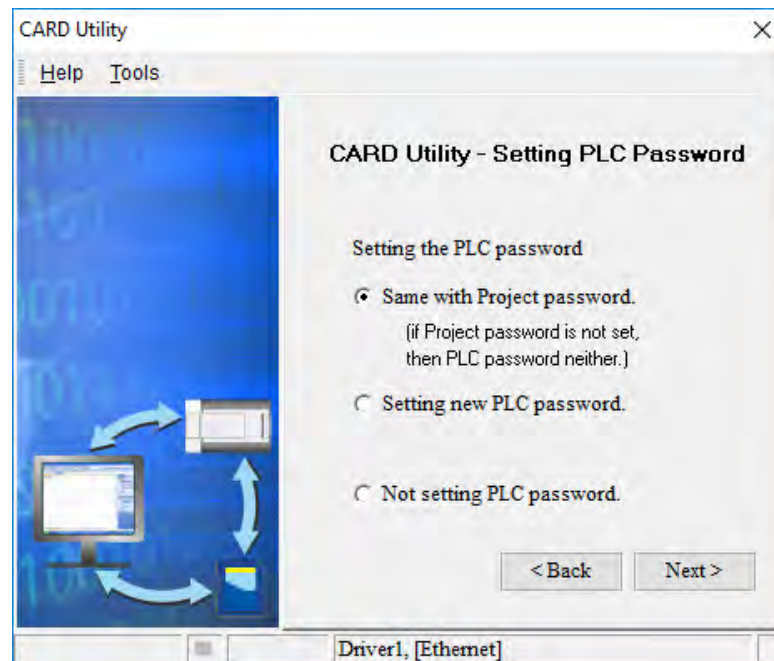 CARD Utility
Help Tools
CARD Utility - Setting PLC Password
Setting the PLC password
Same with Project password.
(if Project password is not set,
then PLC password neither.)
Setting new PLC password.
Not setting PLC password.
< Back Next >
Driver1, [Ethernet]